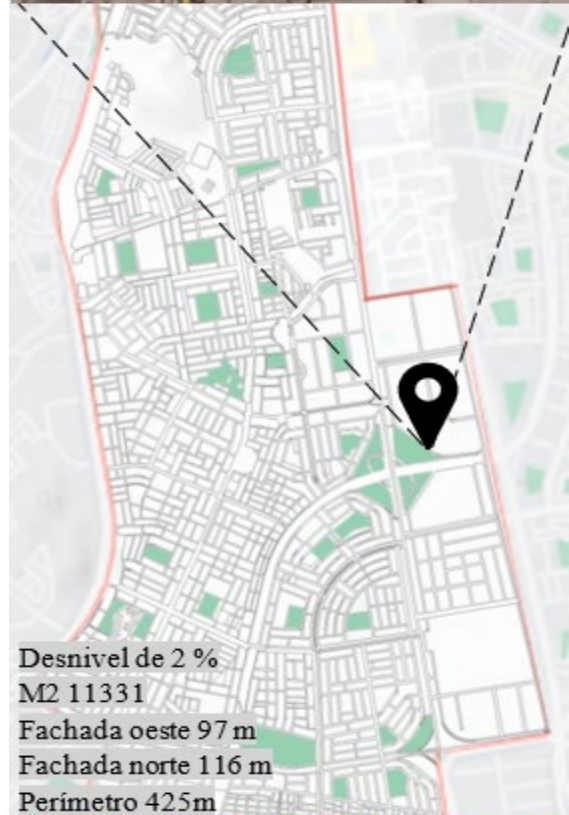 Desnivel de 2 %
M2 11331
Fachada oeste 97 m
Fachada norte 116 m
Perímetro 425m